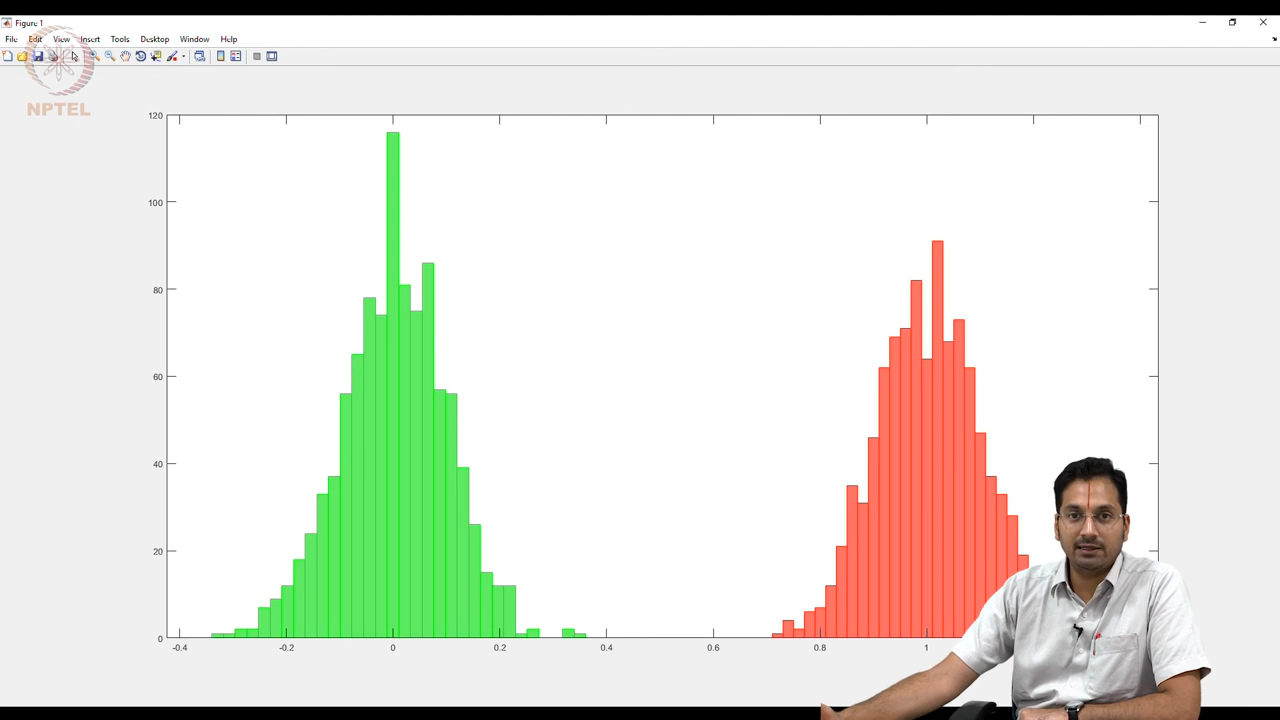 Figure 1
File Edit View Insert Tools Desktop Window Help
NPTEL
120
100
80
60
40
20
0
-0.4 -0.2 0 0.2 0.4 0.6 0.8 1